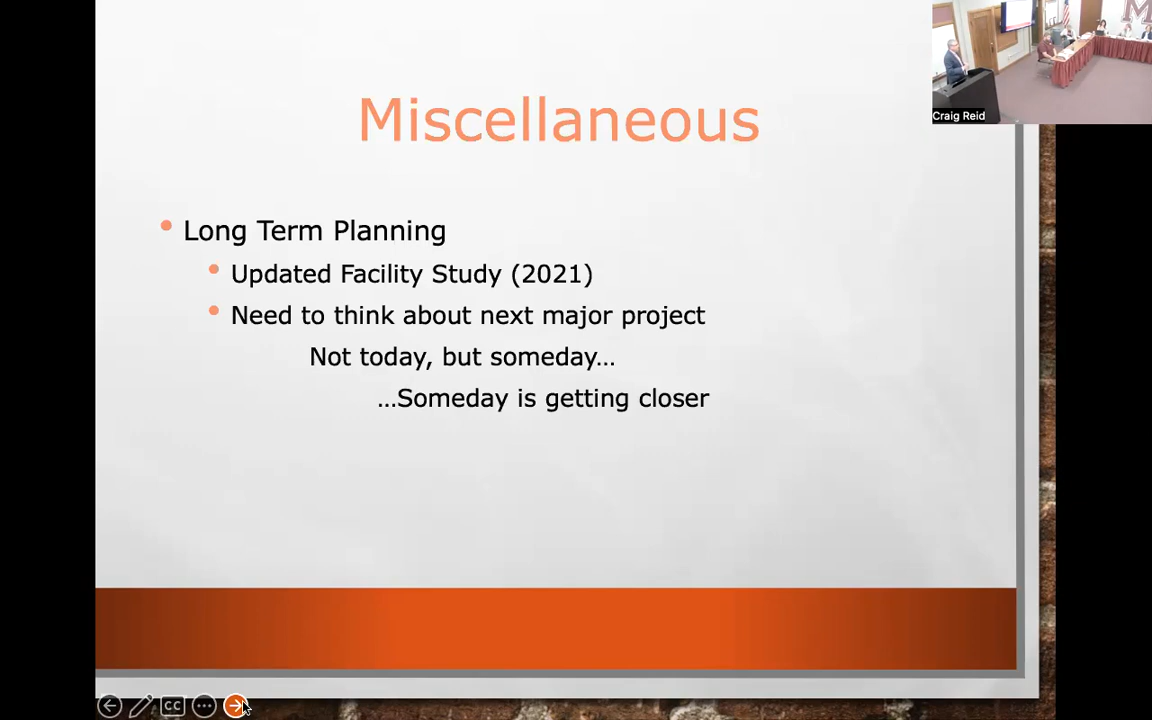 Miscellaneous
Long Term Planning
Updated Facility Study (2021)
Need to think about next major project
Not today, but someday…
…Someday is getting closer
Craig Reid
M
CC